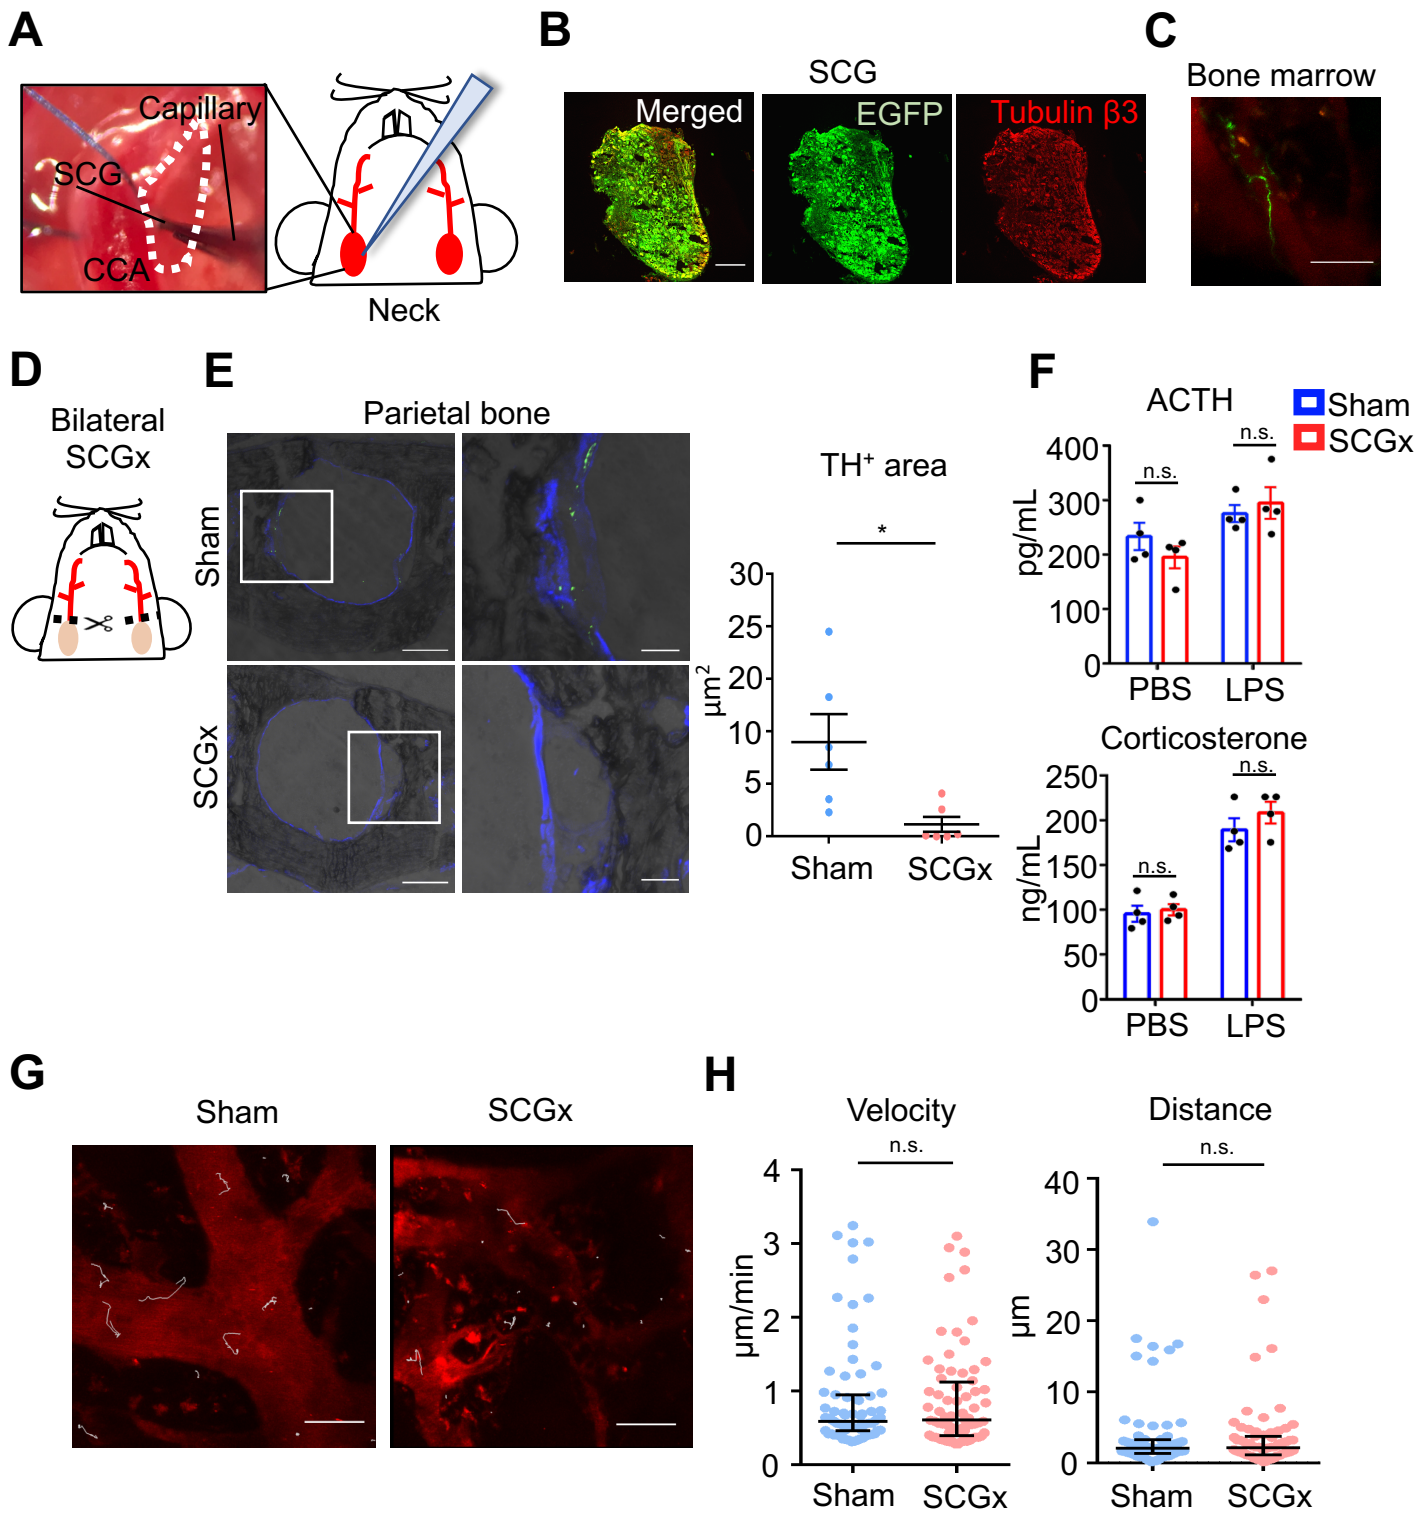 A
Capillary
SCG
CCA
Neck
B
SCG
Merged
EGFP
Tubulin β3
C
Bone marrow
D
Bilateral
SCGx
E
Parietal bone
Sham
SCGx
TH+ area
*
µm2
30
25
20
10
5
0
Sham
SCGx
F
ACTH
Sham
SCGx
n.s.
n.s.
pg/mL
400
300
200
100
0
PBS
LPS
Corticosterone
n.s.
n.s.
ng/mL
250
200
150
100
50
0
PBS
LPS
G
Sham
SCGx
H
Velocity
n.s.
µm/min
4
3
2
1
0
Sham
SCGx
Distance
n.s.
µm
40
30
20
10
0
Sham
SCGx